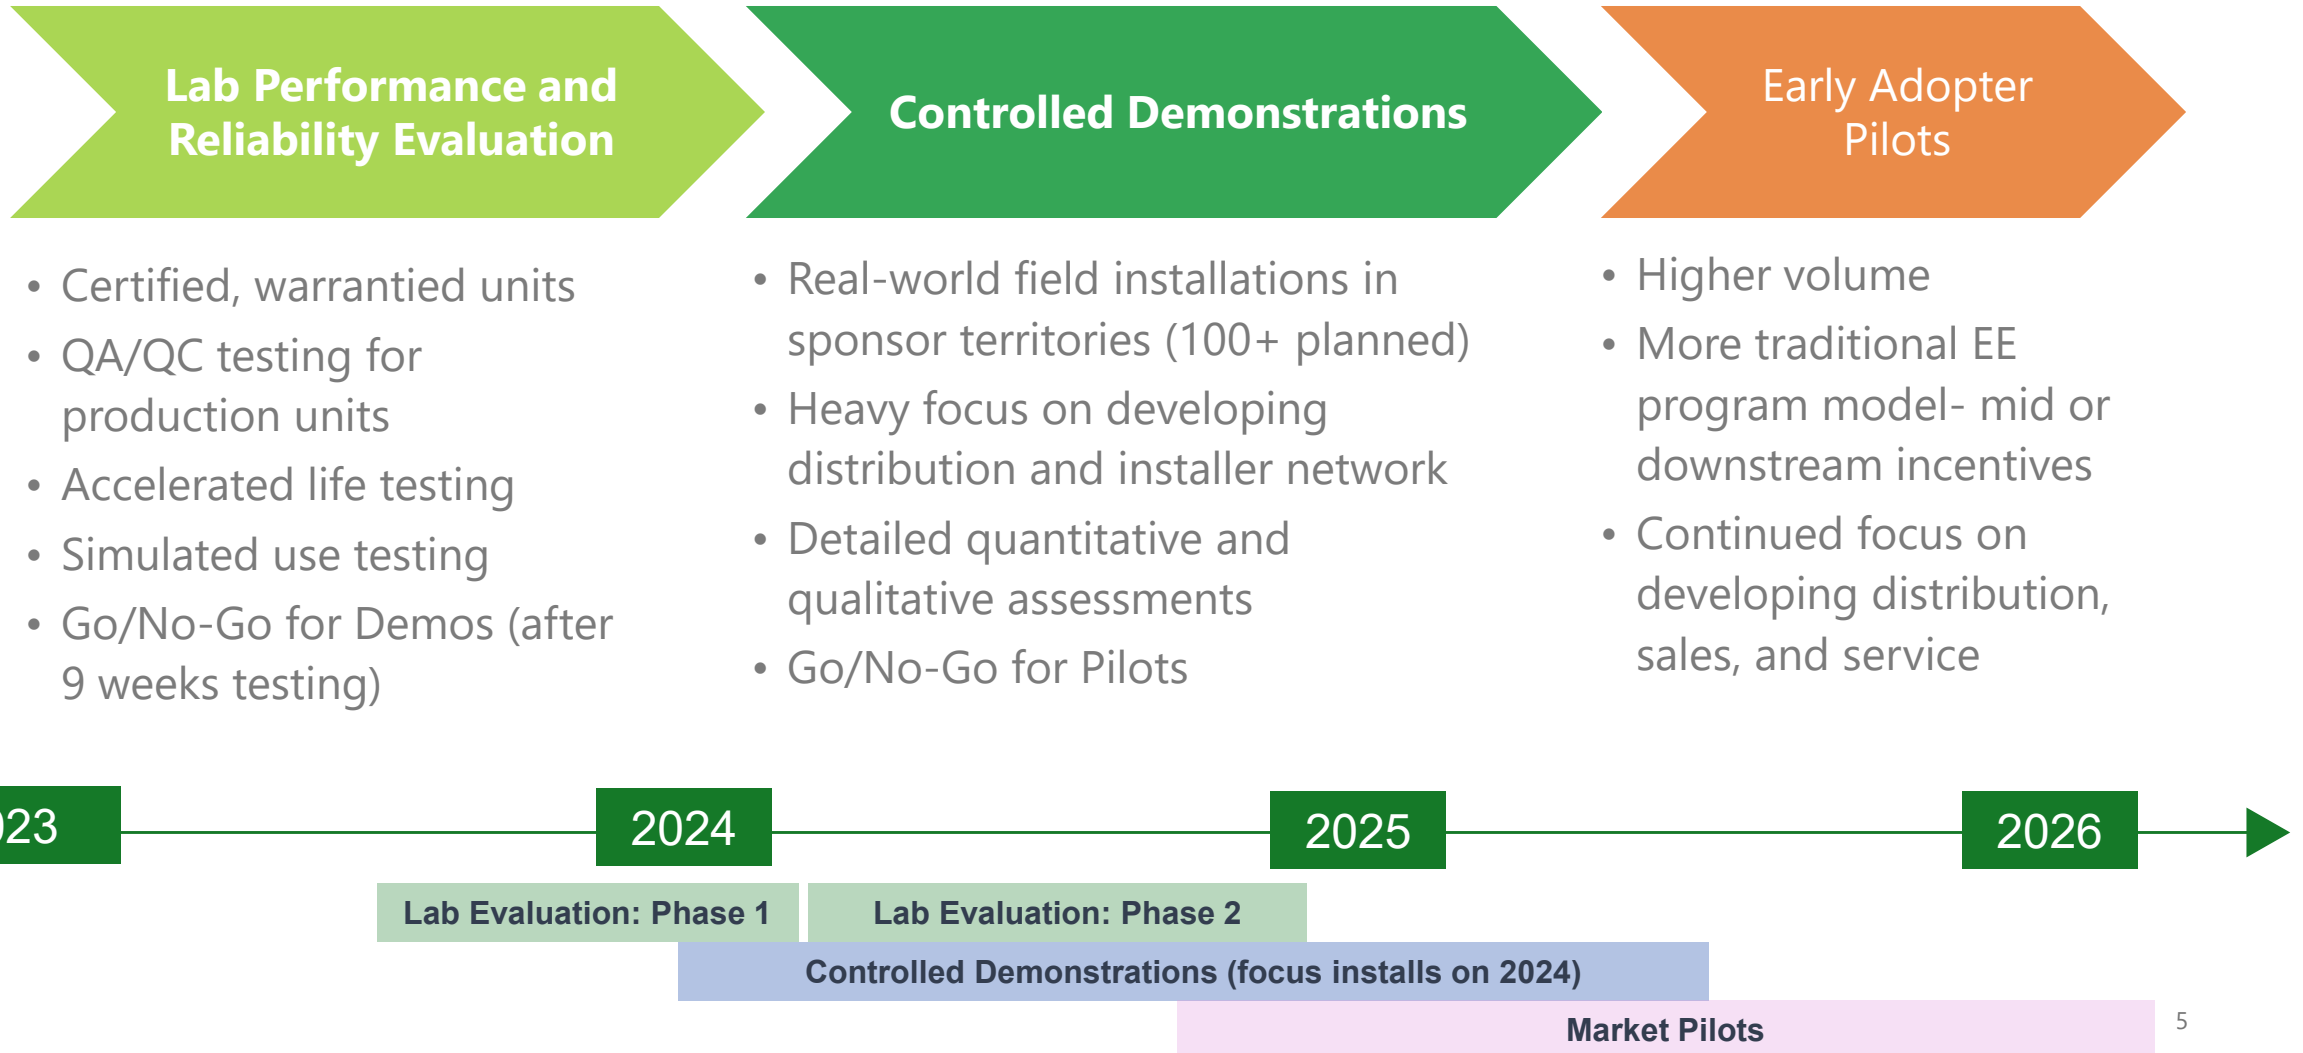 Lab Performance and
Reliability Evaluation
• Certified, warrantied units
• QA/QC testing for
production units
• Accelerated life testing
• Simulated use testing
• Go/No-Go for Demos (after
9 weeks testing)
Controlled Demonstrations
• Real-world field installations in
sponsor territories (100+ planned)
• Heavy focus on developing
distribution and installer network
• Detailed quantitative and
qualitative assessments
• Go/No-Go for Pilots
Early Adopter
Pilots
• Higher volume
• More traditional EE
program model- mid or
downstream incentives
• Continued focus on
developing distribution,
sales, and service
23
2024
2025
2026
Lab Evaluation: Phase 1
Lab Evaluation: Phase 2
Controlled Demonstrations (focus installs on 2024)
Market Pilots
5